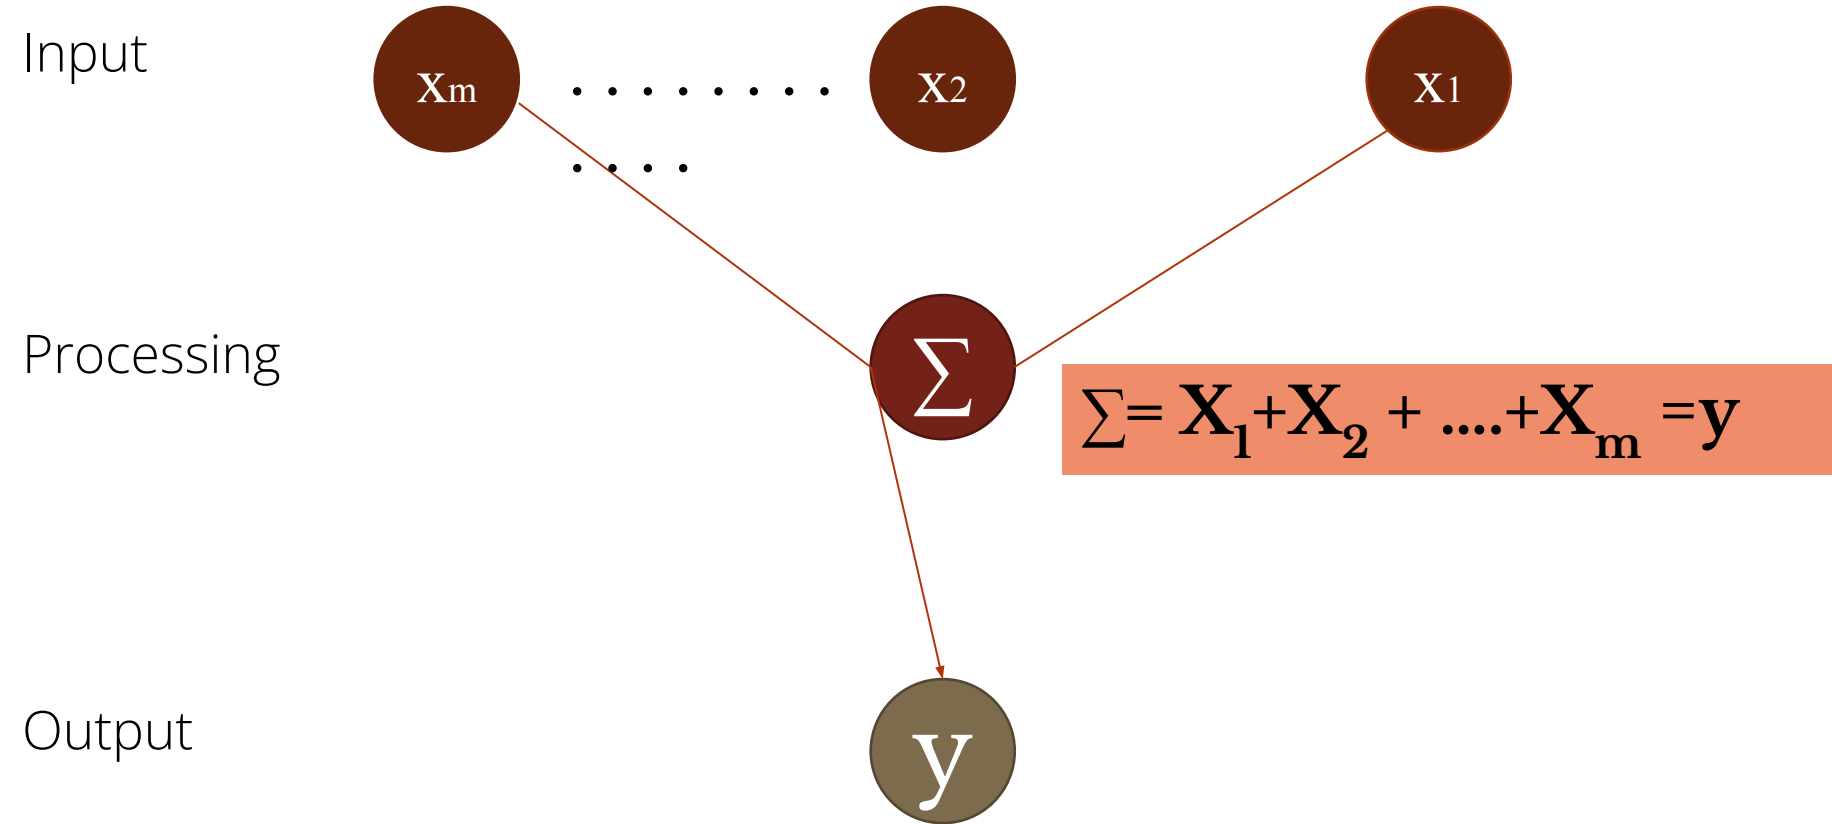 Input
xm ........ x2 x1
....
Processing
∑
∑= X1+X2 + ....+Xm =y
Output
y